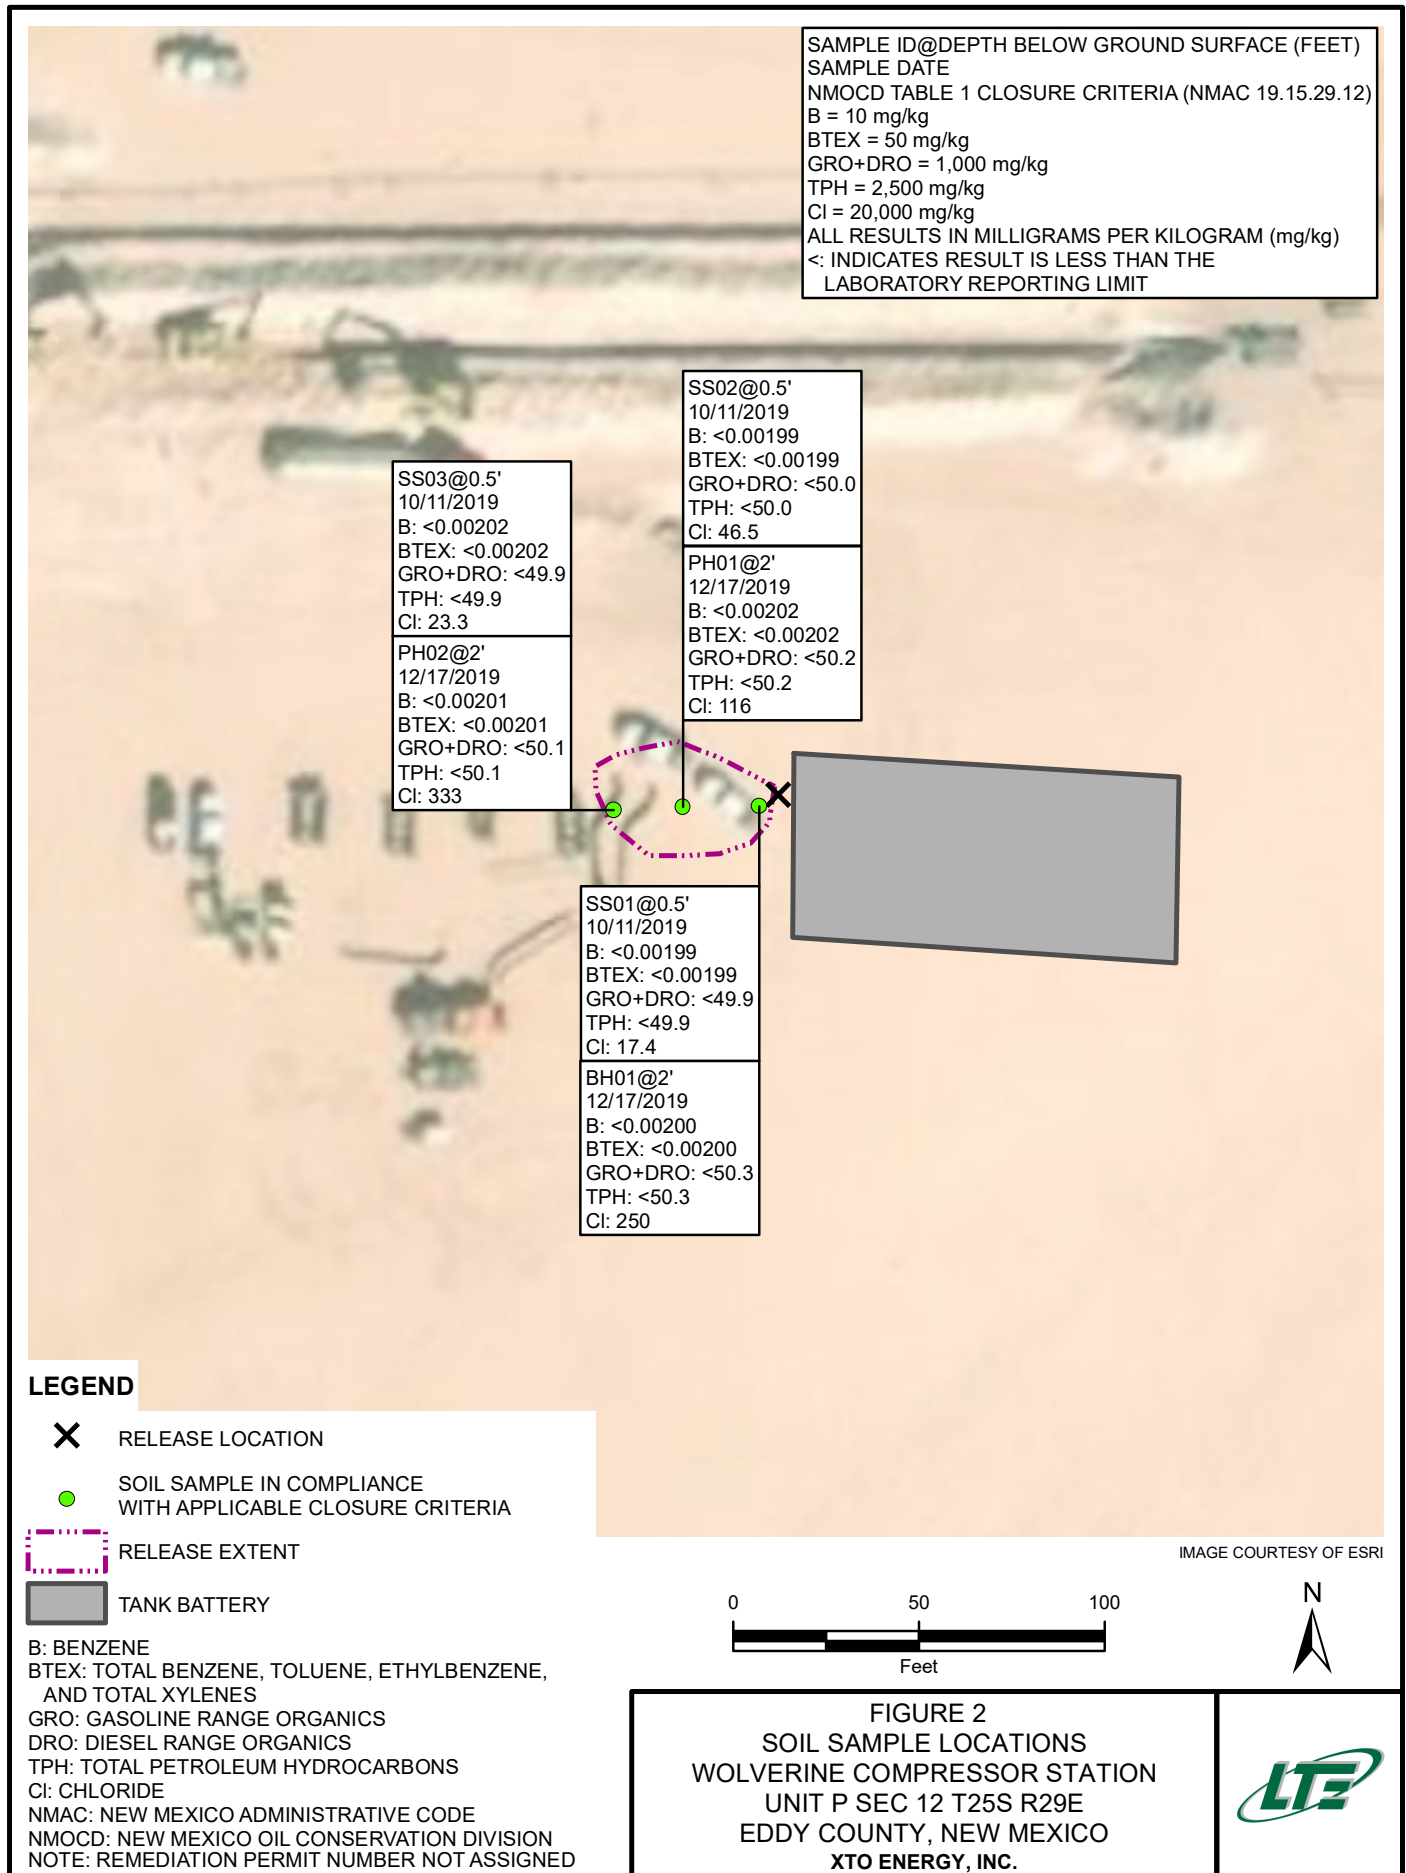 SAMPLE ID@DEPTH BELOW GROUND SURFACE (FEET)
SAMPLE DATE
NMOCD TABLE 1 CLOSURE CRITERIA (NMAC 19.15.29.12)
B = 10 mg/kg
BTEX = 50 mg/kg
GRO+DRO = 1,000 mg/kg
TPH = 2,500 mg/kg
Cl = 20,000 mg/kg
ALL RESULTS IN MILLIGRAMS PER KILOGRAM (mg/kg)
<: INDICATES RESULT IS LESS THAN THE
LABORATORY REPORTING LIMIT
SS02@0.5'
10/11/2019
B: <0.00199
BTEX: <0.00199
GRO+DRO: <50.0
TPH: <50.0
Cl: 46.5
PH01@2'
12/17/2019
B: <0.00202
BTEX: <0.00202
GRO+DRO: <50.2
TPH: <50.2
Cl: 116
SS03@0.5'
10/11/2019
B: <0.00202
BTEX: <0.00202
GRO+DRO: <49.9
TPH: <49.9
Cl: 23.3
PH02@2'
12/17/2019
B: <0.00201
BTEX: <0.00201
GRO+DRO: <50.1
TPH: <50.1
Cl: 333
SS01@0.5'
10/11/2019
B: <0.00199
BTEX: <0.00199
GRO+DRO: <49.9
TPH: <49.9
Cl: 17.4
BH01@2'
12/17/2019
B: <0.00200
BTEX: <0.00200
GRO+DRO: <50.3
TPH: <50.3
Cl: 250
LEGEND
RELEASE LOCATION
SOIL SAMPLE IN COMPLIANCE
WITH APPLICABLE CLOSURE CRITERIA
RELEASE EXTENT
TANK BATTERY
B: BENZENE
BTEX: TOTAL BENZENE, TOLUENE, ETHYLBENZENE,
AND TOTAL XYLENES
GRO: GASOLINE RANGE ORGANICS
DRO: DIESEL RANGE ORGANICS
TPH: TOTAL PETROLEUM HYDROCARBONS
Cl: CHLORIDE
NMAC: NEW MEXICO ADMINISTRATIVE CODE
NMOCD: NEW MEXICO OIL CONSERVATION DIVISION
NOTE: REMEDIATION PERMIT NUMBER NOT ASSIGNED
IMAGE COURTESY OF ESRI
0 50 100
Feet
N
FIGURE 2
SOIL SAMPLE LOCATIONS
WOLVERINE COMPRESSOR STATION
UNIT P SEC 12 T25S R29E
EDDY COUNTY, NEW MEXICO
XTO ENERGY, INC.
LTE